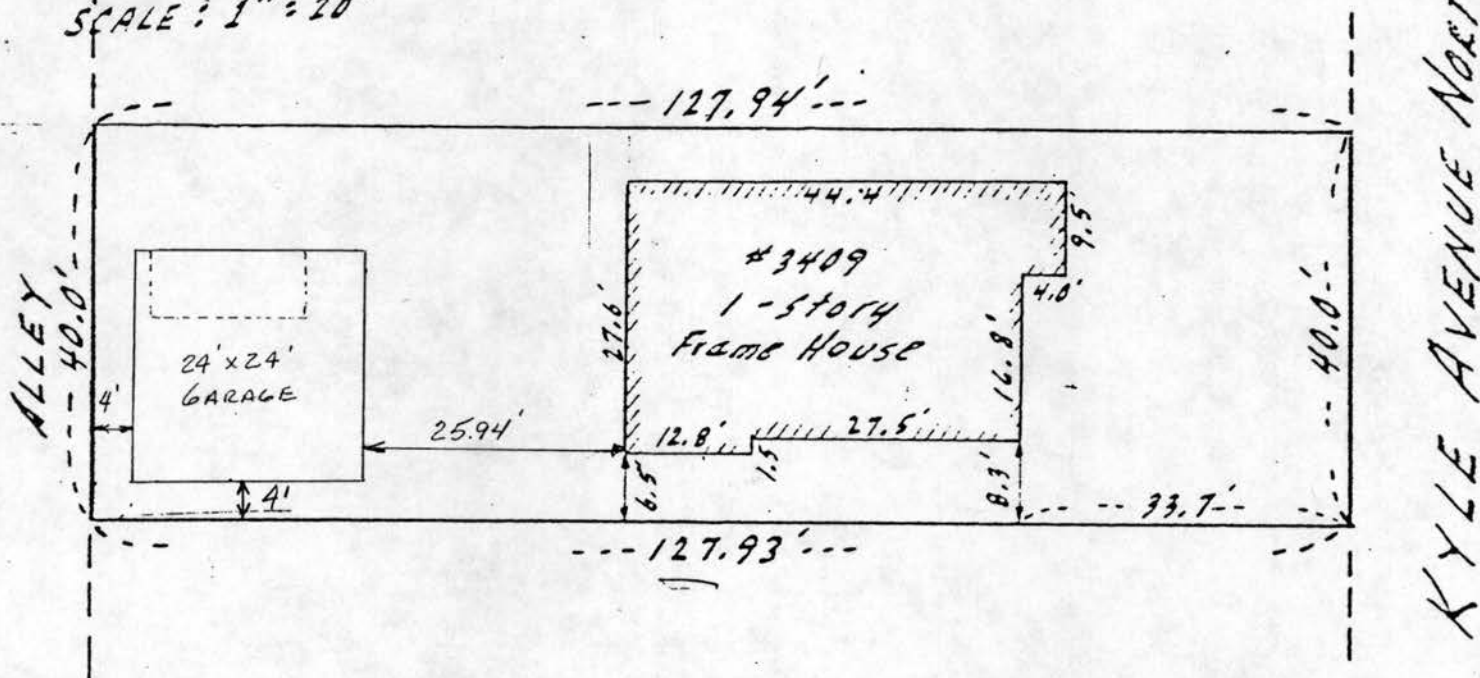 SCALE : 1" = 20
--- 127.94' ---
44.4
9.5
#3409
1-Story
Frame House
4.0'
27.6'
16.8'
ALLEY
40.0'
24' x 24'
GARAGE
4'
25.94'
12.8'
27.5'
1.5
6.5'
8.3'
4'
33.7
40.0'
--- 127.93' ---
KYLE AVENUE